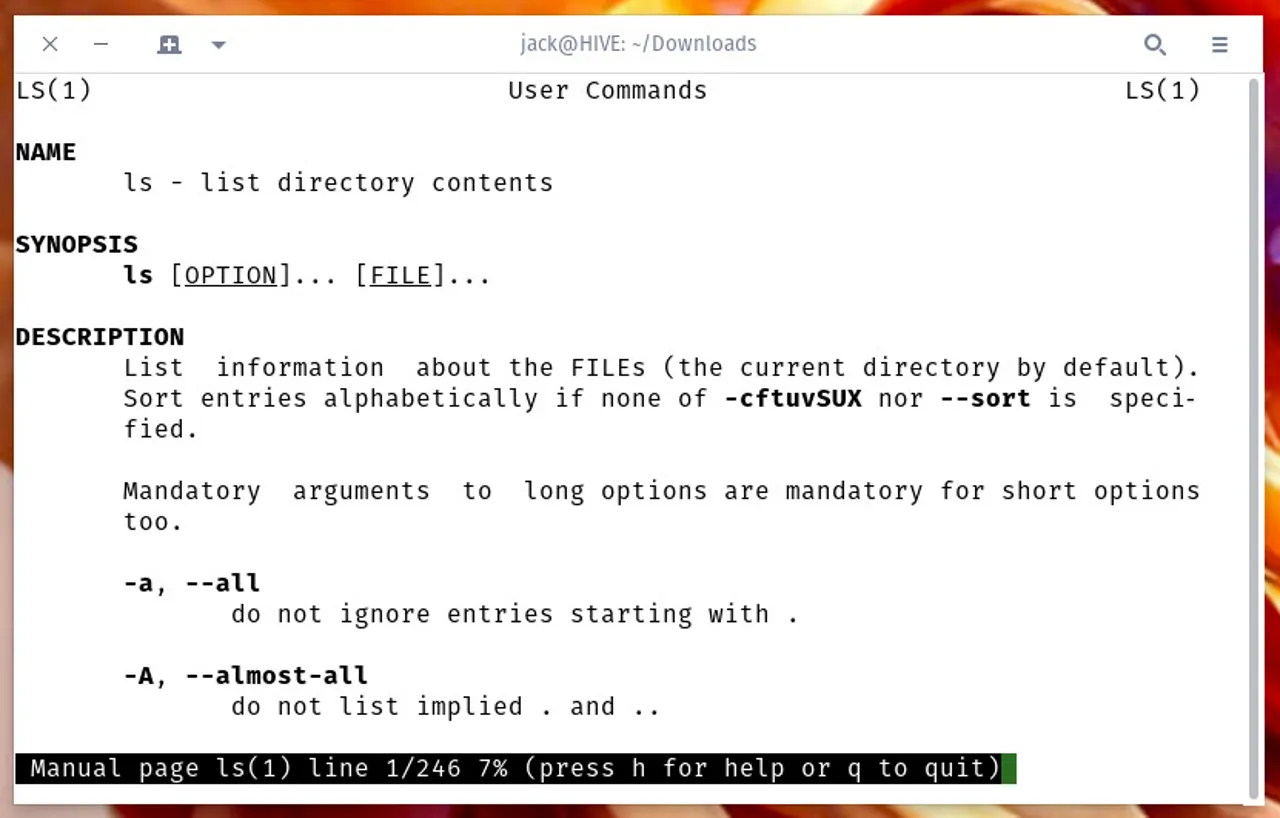 jack@HIVE: ~/Downloads
LS(1) User Commands LS(1)
NAME
ls - list directory contents
SYNOPSIS
ls [OPTION]... [FILE]...
DESCRIPTION
List information about the FILEs (the current directory by default).
Sort entries alphabetically if none of -cftuvSUX nor --sort is speci-
fied.
Mandatory arguments to long options are mandatory for short options
too.
-a, --all
do not ignore entries starting with .
-A, --almost-all
do not list implied . and ..
Manual page ls(1) line 1/246 7% (press h for help or q to quit)